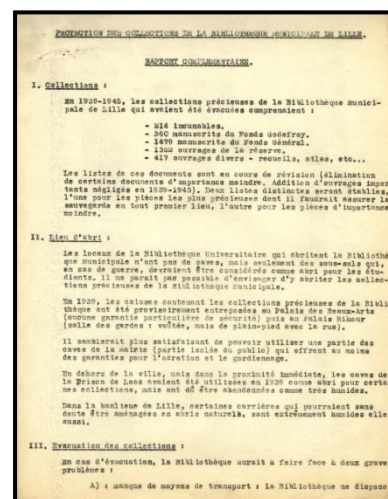 PROTECTION DES COLLECTIONS DE LA BIBLIOTHEQUE MUNICIPALE DE LILLE.
RAPPORT COMPLEMENTAIRE.
I. Collections :
En 1939-1945, les collections précieuses de la Bibliothèque Munici-
pale de Lille qui avaient été évacuées comprenaient :
- 214 incunables.
- 360 manuscrits du Fonds Godefroy.
- 1479 manuscrits du Fonds Général.
- 1522 ouvrages de la réserve.
- 417 ouvrages divers - recueils, atlas, etc...
Les listes de ces documents sont en cours de révision (élimination
de certains documents d'importance moindre. Addition d'ouvrages impor
tants négligés en 1939-1945). Deux listes distinctes seront établies,
l'une pour les pièces les plus précieuses dont il faudrait assurer la
sauvegarde en tout premier lieu, l'autre pour les pièces d'importance
moindre.
II. Lieu d'abri :
Les locaux de la Bibliothèque Universitaire qui abritent la Bibliothè
que Municipale n'ont pas de caves, mais seulement des sous-sols qui,
en cas de guerre, devraient être considérés comme abri pour les étu-
diants. Il ne parait pas possible d'envisager d'y abriter les collec-
tions précieuses de la Bibliothèque Municipale.
En 1939, les caisses contenant les collections précieuses de la Bibli
thèque ont été provisoirement entreposées au Palais des Beaux-Arts
(aucune garantie particulière de sécurité) puis au Palais Rihour
(salle des gardes : voûtée, mais de plain-pied avec la rue).
Il semblerait plus satisfaisant de pouvoir utiliser une partie des
caves de la Mairie (partie isolée du public) qui offrent au moins
des garanties pour l'aération et le gardiennage.
En dehors de la ville, mais dans la proximité immédiate, les caves de
la Prison de Loos avaient été utilisées en 1939 comme abri pour certa
nes collections, mais ont dû être abandonnées comme très humides.
Dans la banlieue de Lille, certaines carrières qui pourraient sans
doute être aménagées en abris naturels, sont extrêmement humides elle
aussi.
III. Evacuation des collections :
En cas d'évacuation, la Bibliothèque aurait à faire face à deux grave
problèmes :
A) : manque de moyens de transport : la Bibliothèque ne dispose